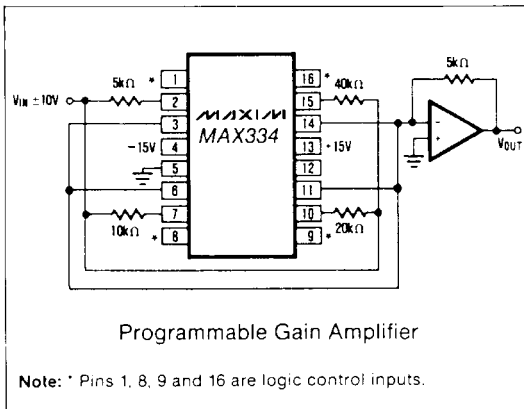 5kΩ * 1 16 * 40kΩ 5kΩ
VIN ±10V 2 MAXIM 15
3 MAX334 14 -
-15V 4 13 +15V +
5 12 VOUT
6 11
7 10
10kΩ 20kΩ
* 8 9 *
Programmable Gain Amplifier
Note: * Pins 1, 8, 9 and 16 are logic control inputs.